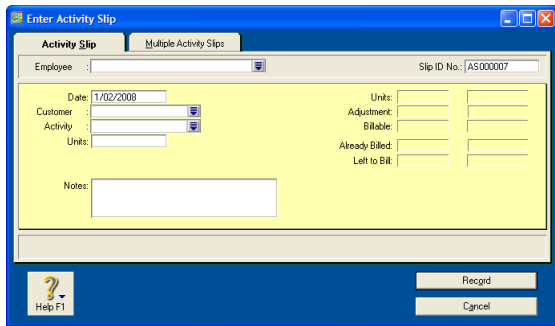 Enter Activity Slip
Activity Slip
Multiple Activity Slips
Employee :
Slip ID No.: AS000007
Date: 1/02/2008
Customer :
Activity :
Units:
Notes:
Units:
Adjustment:
Billable:
Already Billed:
Left to Bill:
Help F1
Record
Cancel